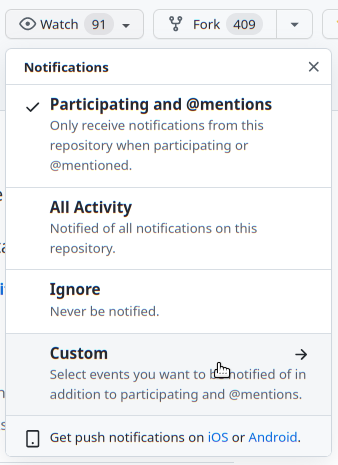 Watch 91 Fork 409
Notifications
Participating and @mentions
Only receive notifications from this
repository when participating or
@mentioned.
All Activity
Notified of all notifications on this
repository.
Ignore
Never be notified.
Custom
Select events you want to be notified of in
addition to participating and @mentions.
Get push notifications on iOS or Android.